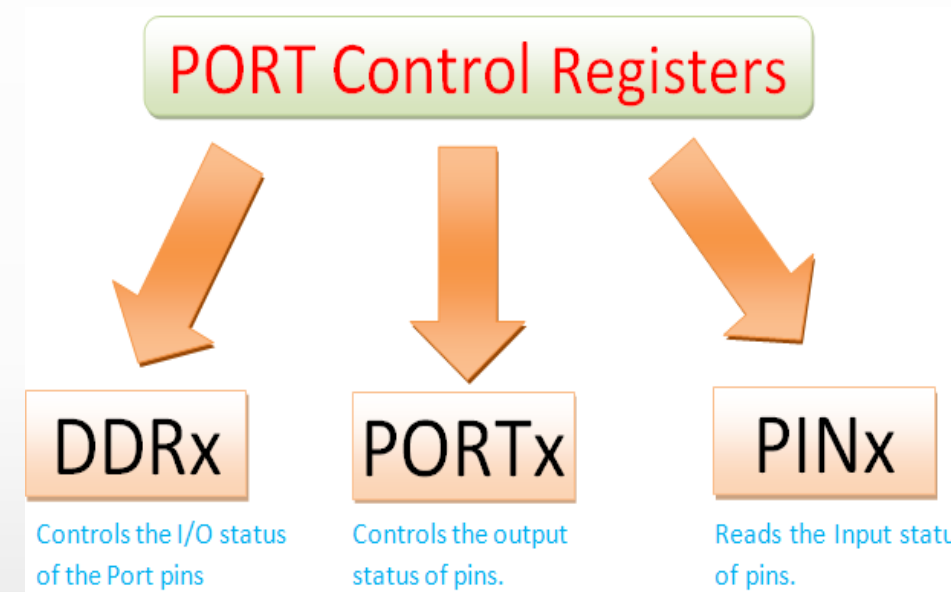 PORT Control Registers
DDRx
PORTx
PINx
Controls the I/O status
of the Port pins
Controls the output
status of pins.
Reads the Input statu
of pins.